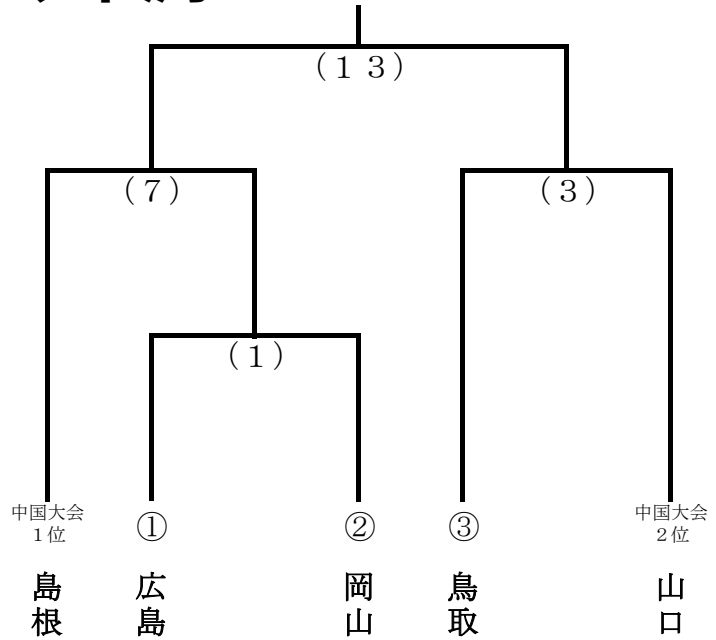 （１３）
（７）
（３）
（１）
中国大会
１位
①
②
③
中国大会
２位
島根
広島
岡山
鳥取
山口